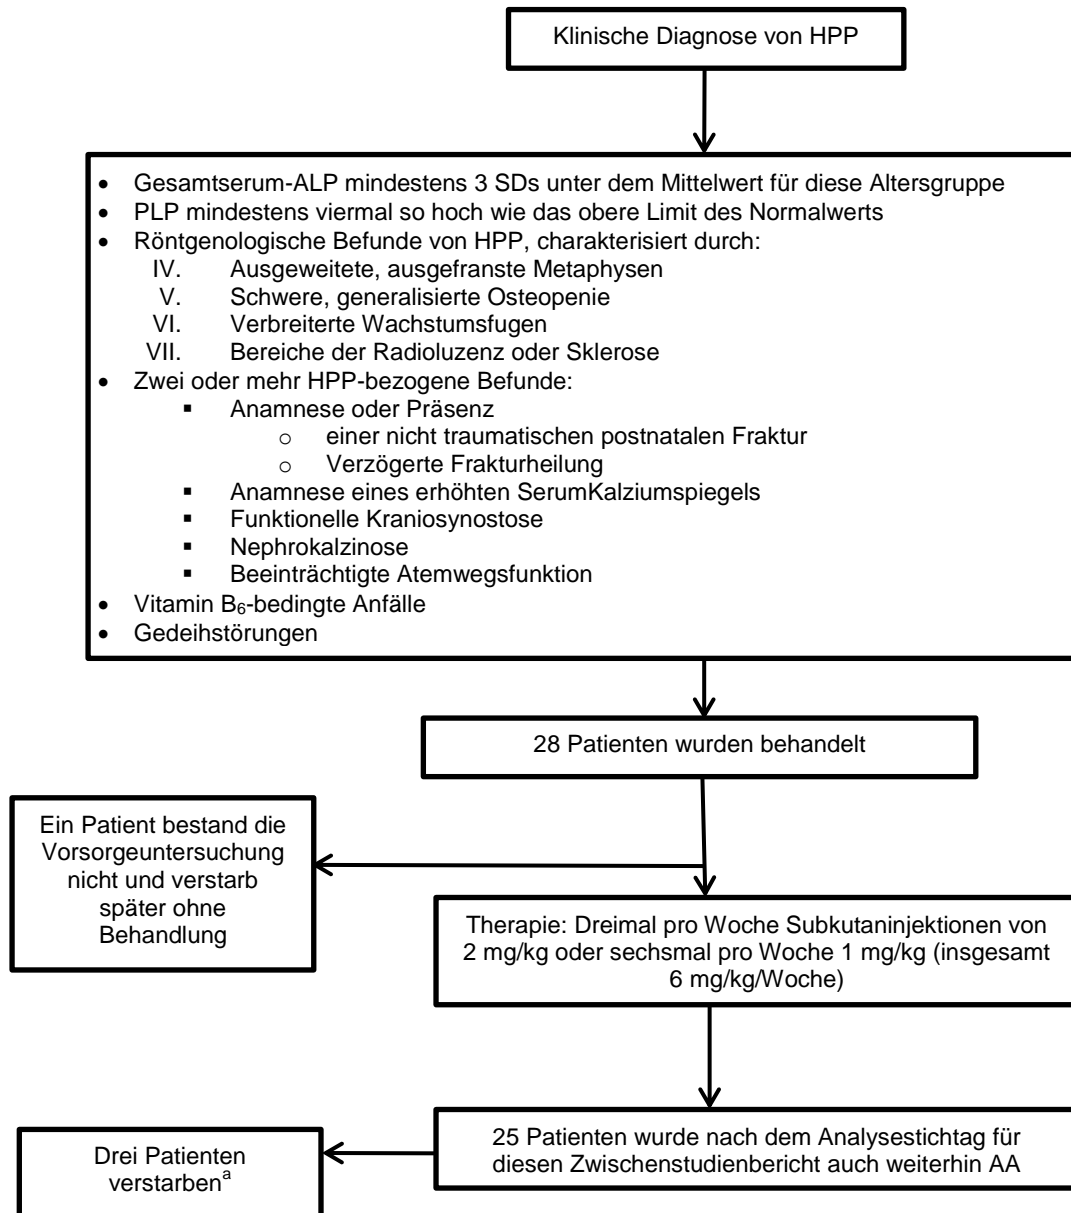 Klinische Diagnose von HPP
• Gesamtserum-ALP mindestens 3 SDs unter dem Mittelwert für diese Altersgruppe
• PLP mindestens viermal so hoch wie das obere Limit des Normalwerts
• Röntgenologische Befunde von HPP, charakterisiert durch:
IV. Ausgeweitete, ausgefranste Metaphysen
V. Schwere, generalisierte Osteopenie
VI. Verbreiterte Wachstumsfugen
VII. Bereiche der Radioluzenz oder Sklerose
• Zwei oder mehr HPP-bezogene Befunde:
▪ Anamnese oder Präsenz
o einer nicht traumatischen postnatalen Fraktur
o Verzögerte Frakturheilung
▪ Anamnese eines erhöhten SerumKalziumspiegels
▪ Funktionelle Kraniosynostose
▪ Nephrokalzinose
▪ Beeinträchtigte Atemwegsfunktion
• Vitamin B₆-bedingte Anfälle
• Gedeihstörungen
28 Patienten wurden behandelt
Ein Patient bestand die
Vorsorgeuntersuchung
nicht und verstarb
später ohne
Behandlung
Therapie: Dreimal pro Woche Subkutaninjektionen von
2 mg/kg oder sechsmal pro Woche 1 mg/kg (insgesamt
6 mg/kg/Woche)
25 Patienten wurde nach dem Analysestichtag für
diesen Zwischenstudienbericht auch weiterhin AA
Drei Patienten
verstarbenᵃ